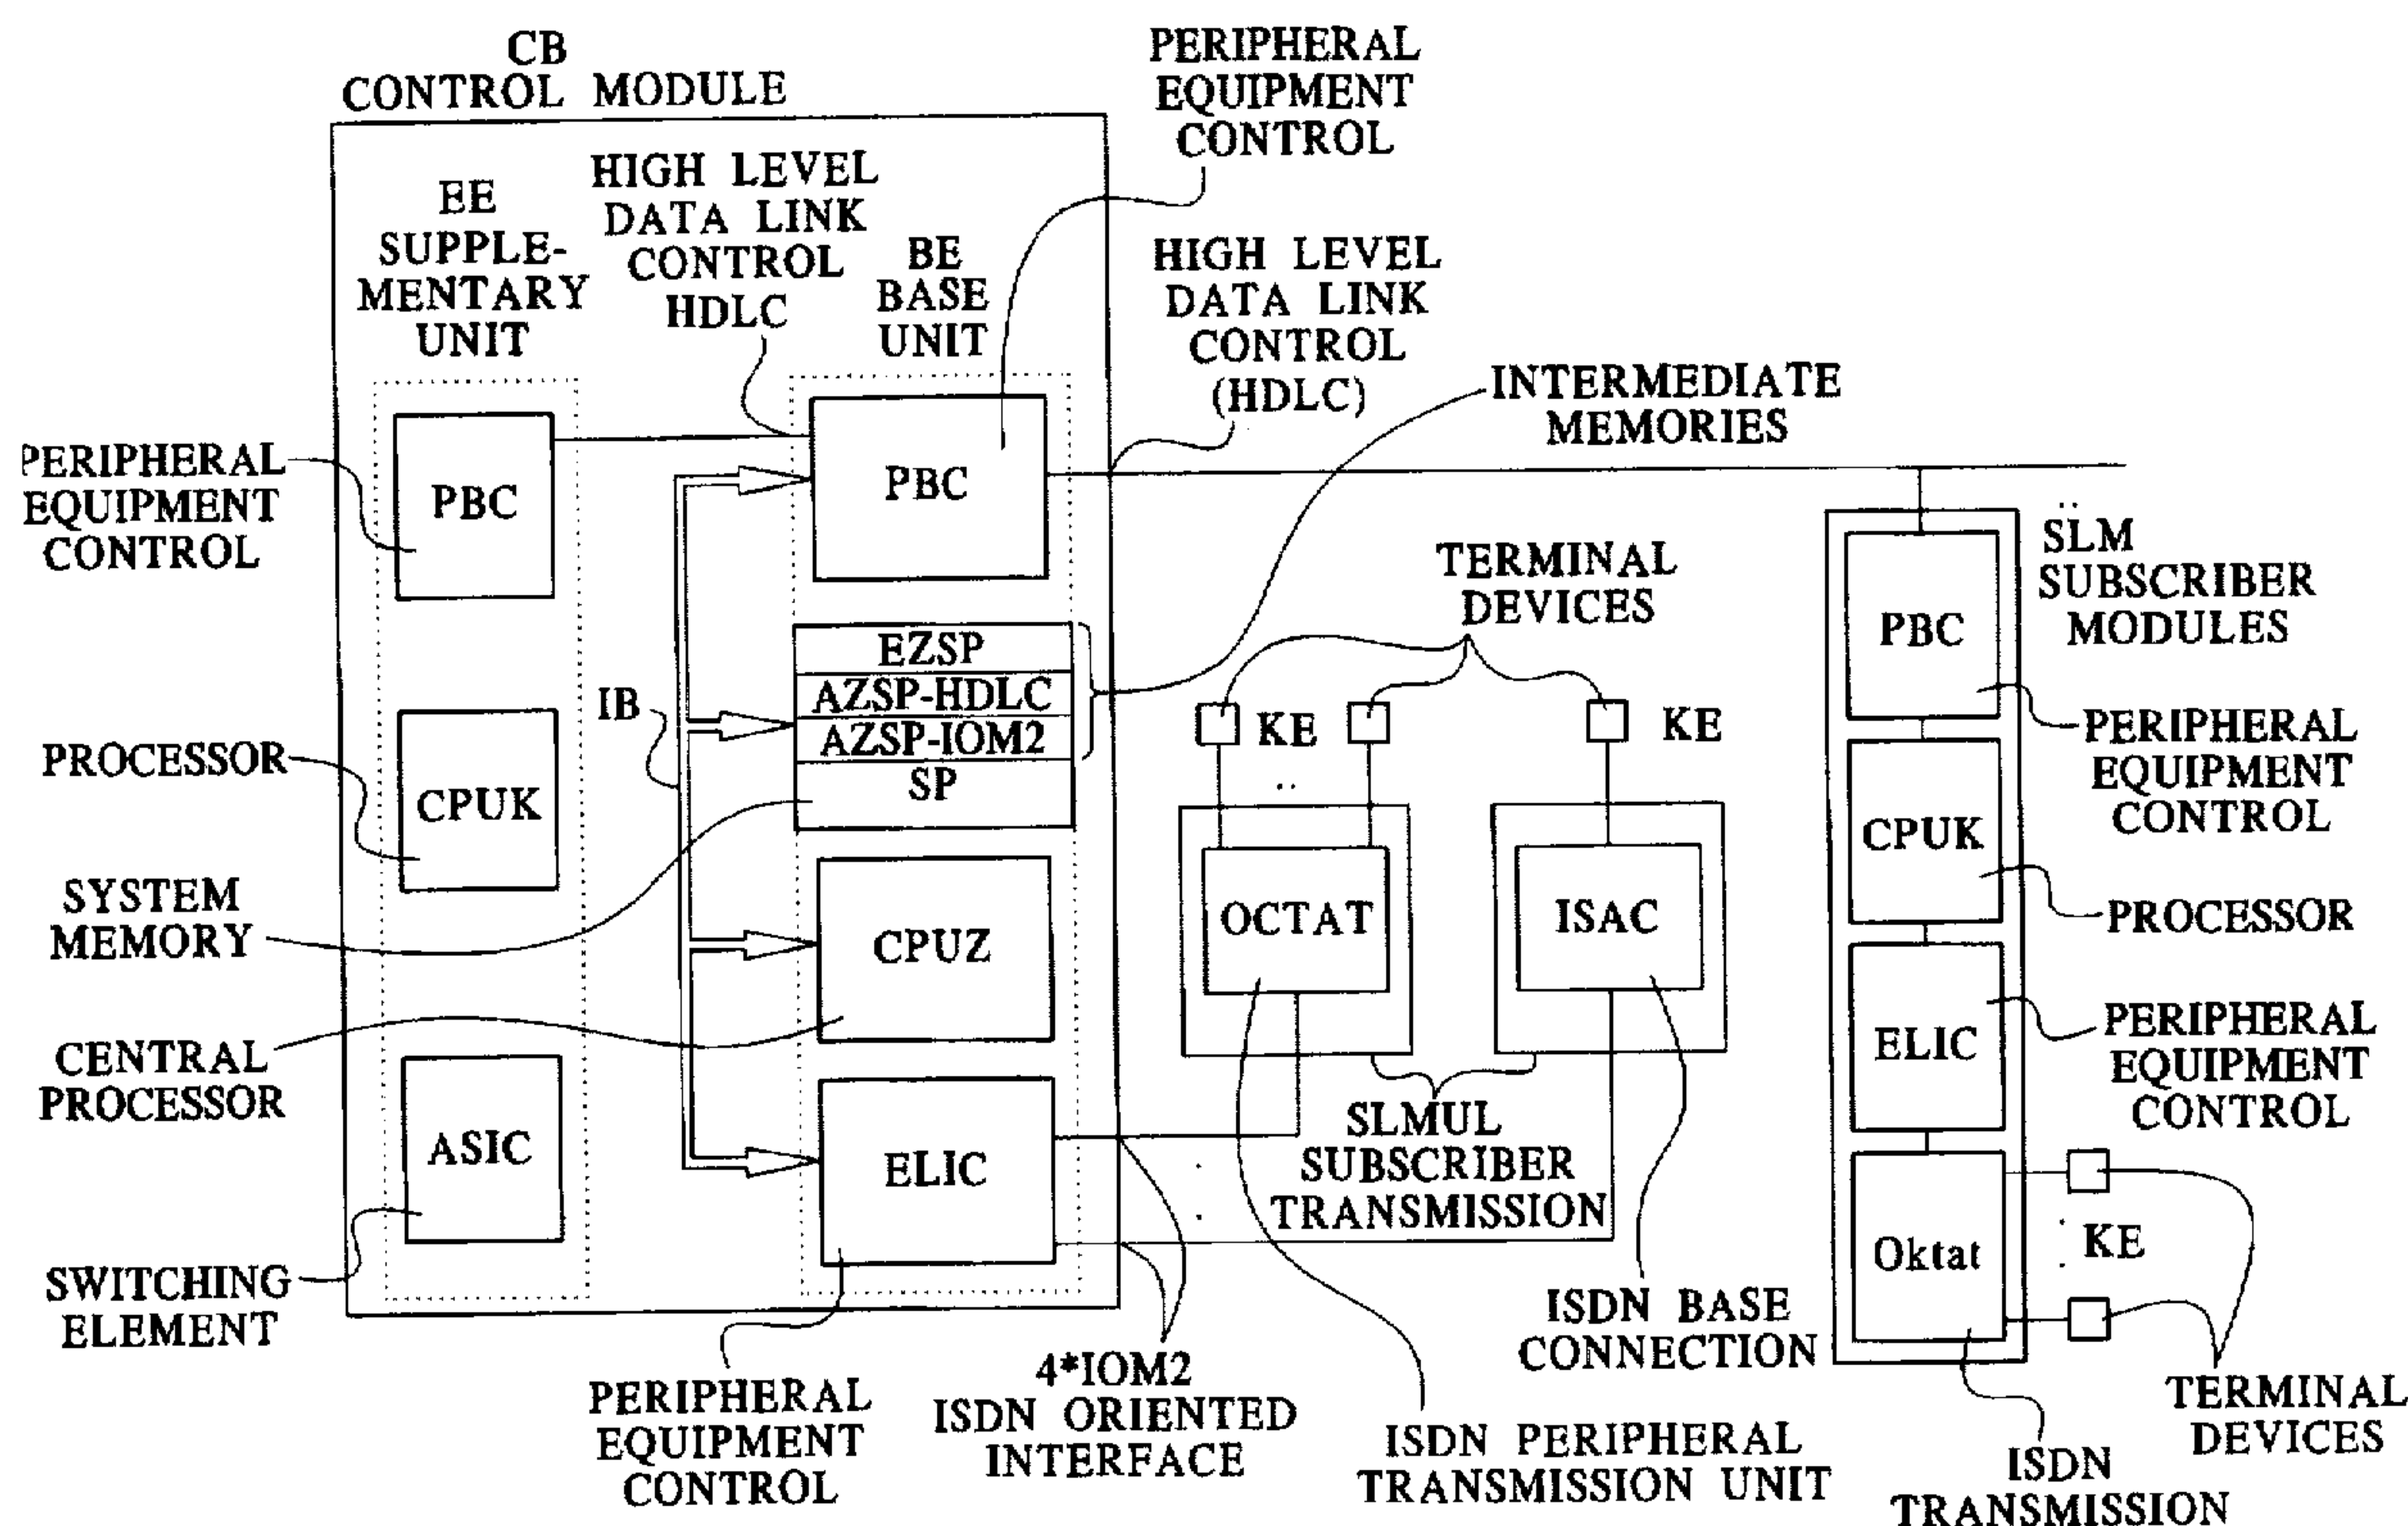 CB
CONTROL MODULE
EE
SUPPLE-
MENTARY
UNIT
HIGH LEVEL
DATA LINK
CONTROL
HDLC
BE
BASE
UNIT
PERIPHERAL
EQUIPMENT
CONTROL
HIGH LEVEL
DATA LINK
CONTROL
(HDLC)
INTERMEDIATE
MEMORIES
PERIPHERAL
EQUIPMENT
CONTROL
PBC
PBC
IB
EZSP
AZSP-HDLC
AZSP-IOM2
SP
PROCESSOR
CPUK
SYSTEM
MEMORY
CPUZ
CENTRAL
PROCESSOR
ASIC
ELIC
SWITCHING
ELEMENT
PERIPHERAL
EQUIPMENT
CONTROL
4*IOM2
ISDN ORIENTED
INTERFACE
TERMINAL
DEVICES
KE
KE
OCTAT
ISAC
SLMUL
SUBSCRIBER
TRANSMISSION
ISDN BASE
CONNECTION
ISDN PERIPHERAL
TRANSMISSION UNIT
SLM
SUBSCRIBER
MODULES
PBC
PERIPHERAL
EQUIPMENT
CONTROL
CPUK
PROCESSOR
ELIC
PERIPHERAL
EQUIPMENT
CONTROL
Oktat
KE
TERMINAL
DEVICES
ISDN
TRANSMISSION